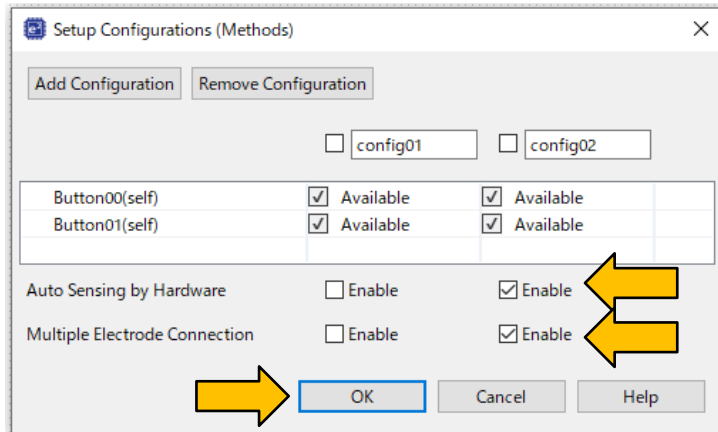 Setup Configurations (Methods)
Add Configuration Remove Configuration
config01 config02
Button00(self) Available Available
Button01(self) Available Available
Auto Sensing by Hardware Enable Enable
Multiple Electrode Connection Enable Enable
OK Cancel Help